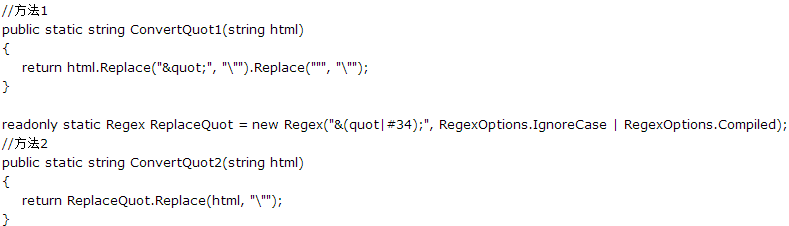 //方法1
public static string ConvertQuot1(string html)
{
    return html.Replace("&quot;", "\"").Replace(""", "\"");
}

readonly static Regex ReplaceQuot = new Regex("&(quot|#34);", RegexOptions.IgnoreCase | RegexOptions.Compiled);
//方法2
public static string ConvertQuot2(string html)
{
    return ReplaceQuot.Replace(html, "\"");
}